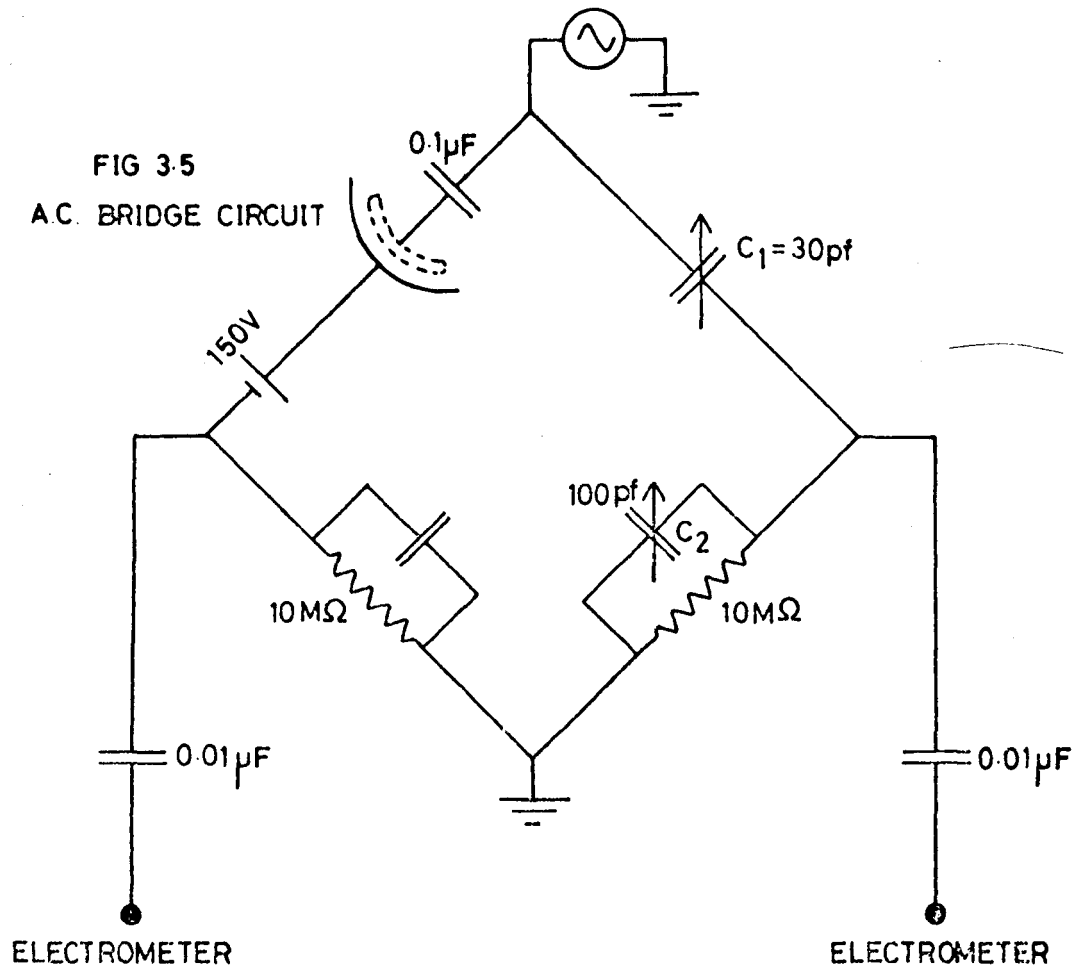 FIG 3.5
A.C. BRIDGE CIRCUIT
0.1µF
C1=30pf
150V
100pf
C2
10MΩ
10MΩ
0.01µF
0.01µF
ELECTROMETER
ELECTROMETER